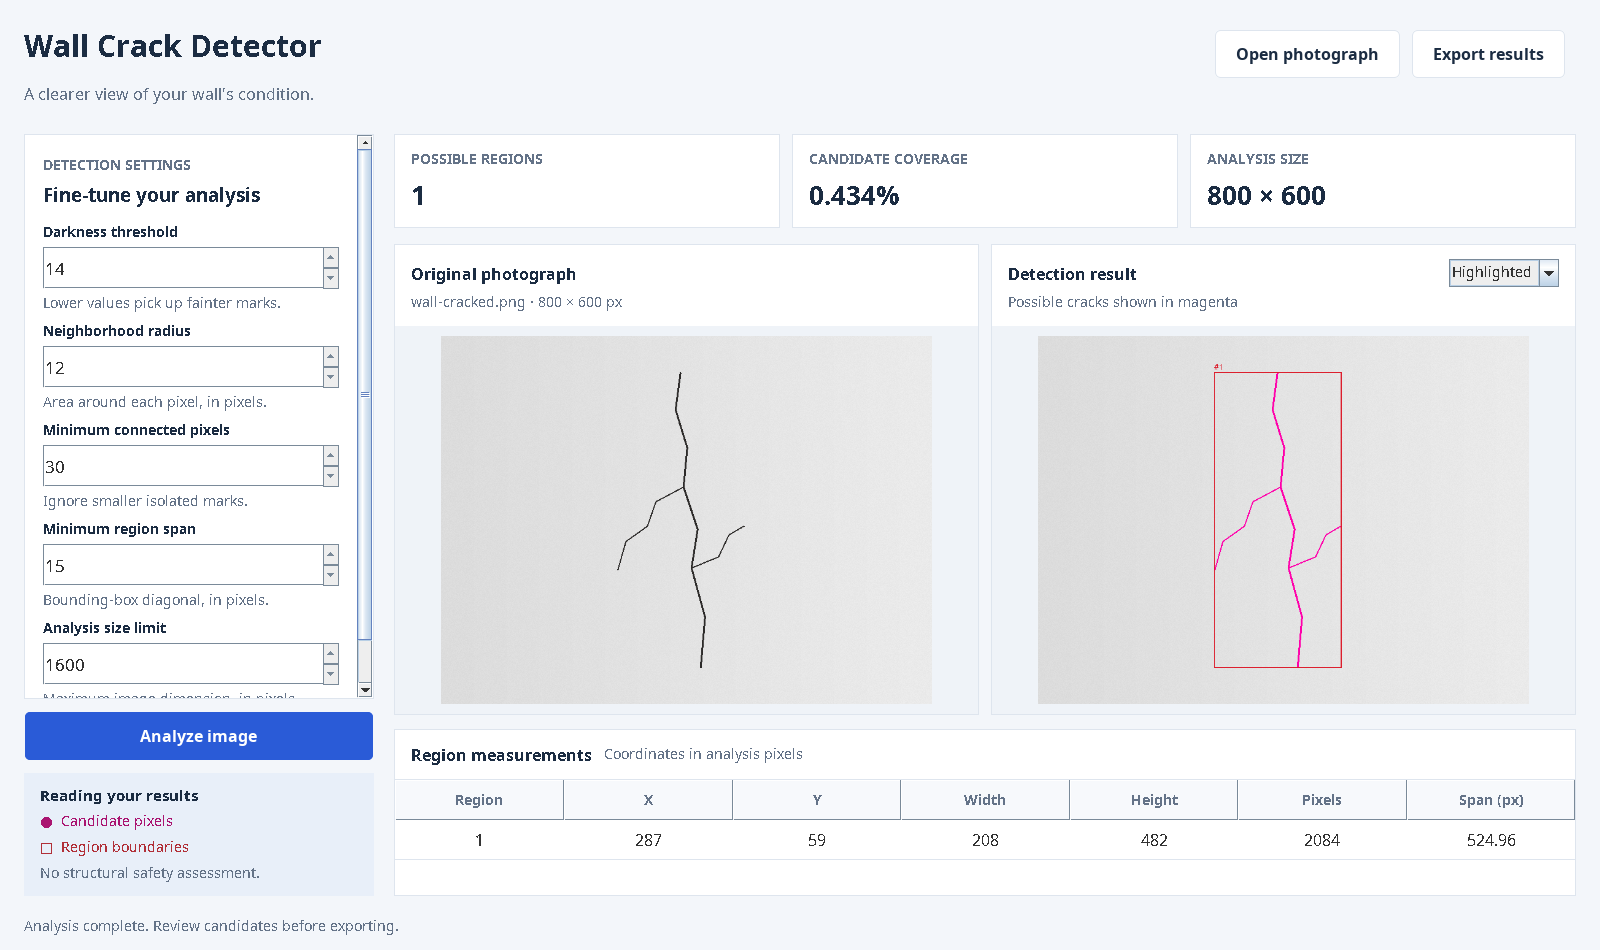 Wall Crack Detector
A clearer view of your wall's condition.
Open photograph
Export results
DETECTION SETTINGS
Fine-tune your analysis
Darkness threshold
14
Lower values pick up fainter marks.
Neighborhood radius
12
Area around each pixel, in pixels.
Minimum connected pixels
30
Ignore smaller isolated marks.
Minimum region span
15
Bounding-box diagonal, in pixels.
Analysis size limit
1600
Maximum image dimension, in pixels.
Analyze image
Reading your results
Candidate pixels
Region boundaries
No structural safety assessment.
POSSIBLE REGIONS
1
CANDIDATE COVERAGE
0.434%
ANALYSIS SIZE
800 × 600
Original photograph
wall-cracked.png · 800 × 600 px
Detection result
Possible cracks shown in magenta
Highlighted
#1
Region measurements Coordinates in analysis pixels
Region X Y Width Height Pixels Span (px)
1 287 59 208 482 2084 524.96
Analysis complete. Review candidates before exporting.